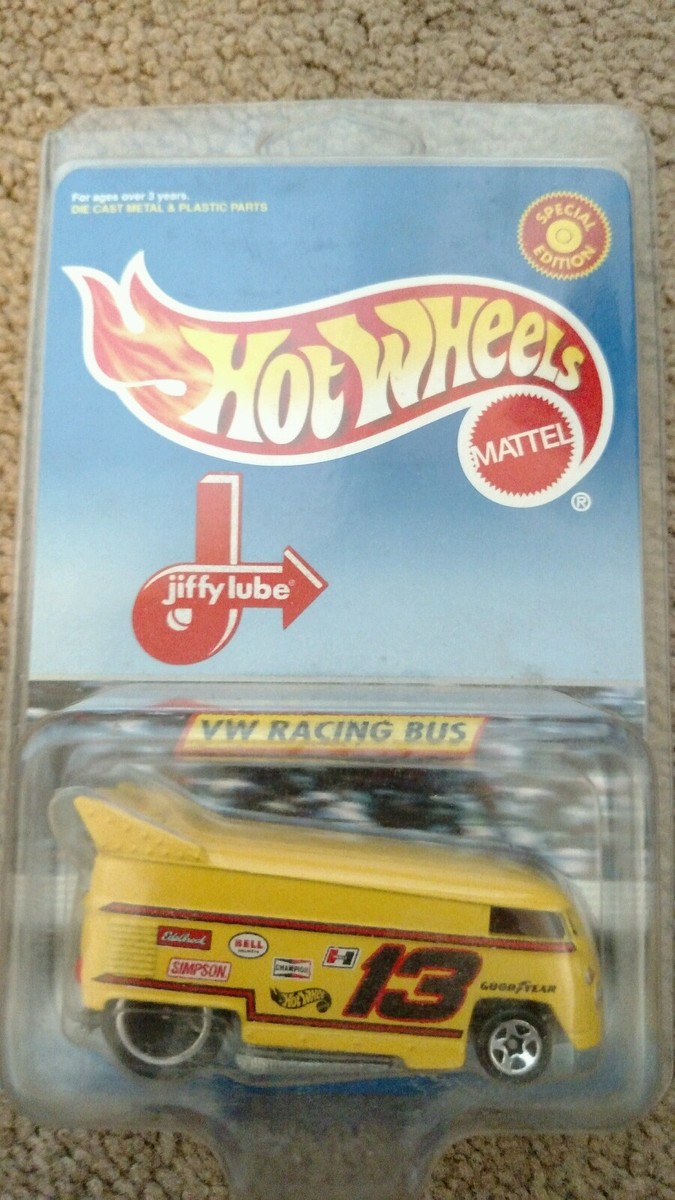 For ages over 3 years.
DIE CAST METAL & PLASTIC PARTS
SPECIAL
EDITION
Hot Wheels
MATTEL
®
jiffy lube®
VW RACING BUS
Edelbrock
BELL
HELMETS
SIMPSON
CHAMPION
H
Hot Wheels
13
GOODYEAR